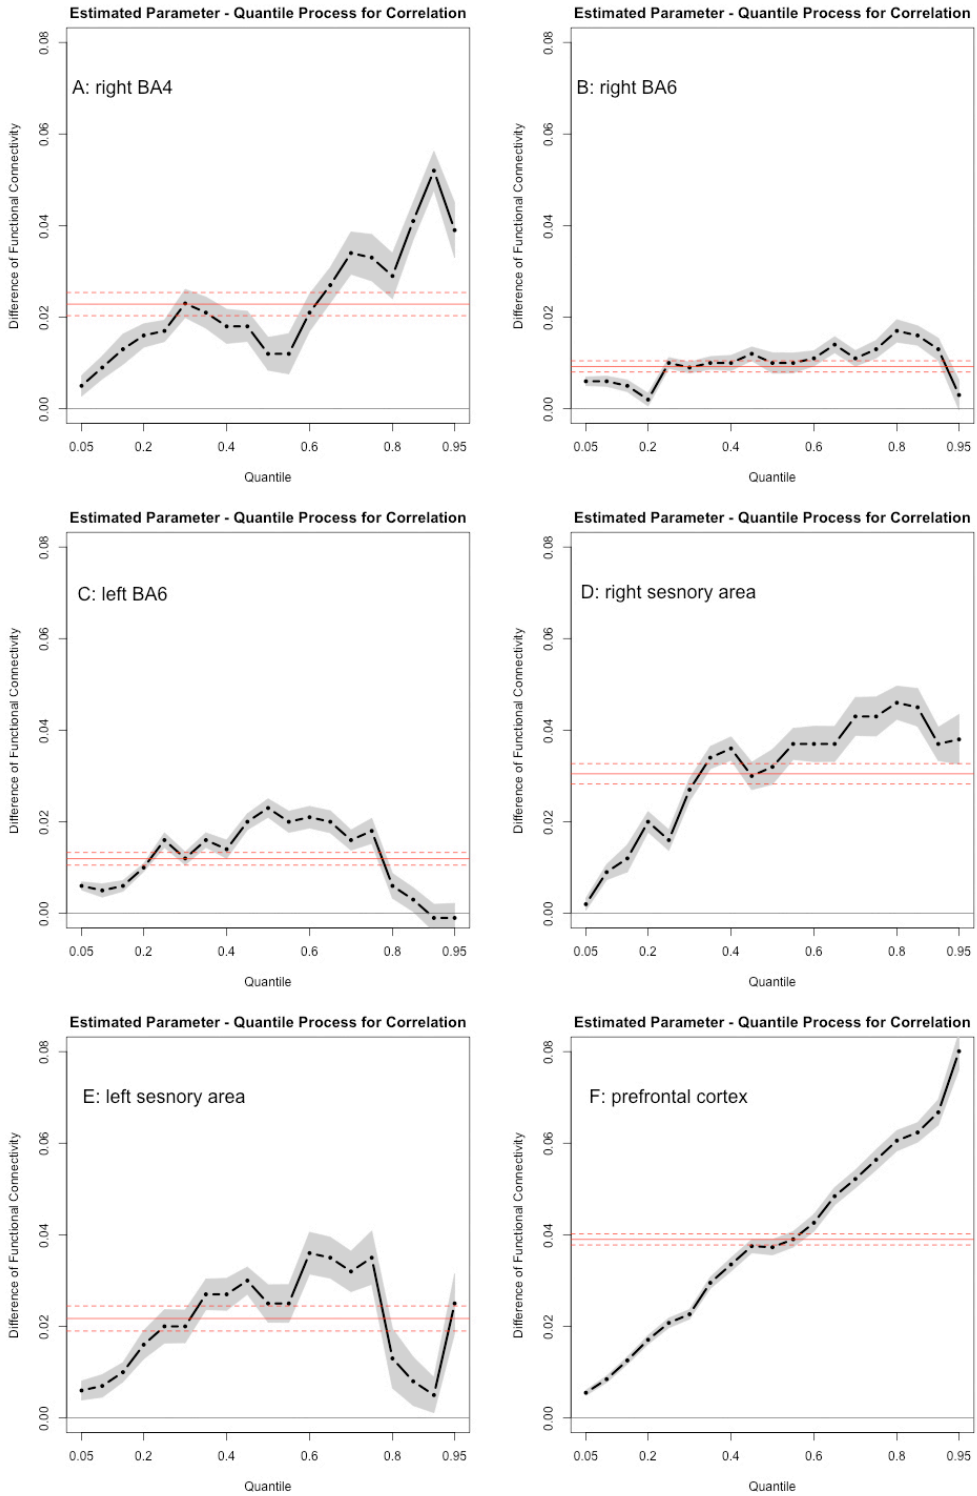 Estimated Parameter - Quantile Process for Correlation
A: right BA4
Difference of Functional Connectivity
0.00 0.02 0.04 0.06 0.08
0.05 0.2 0.4 0.6 0.8 0.95
Quantile
Estimated Parameter - Quantile Process for Correlation
B: right BA6
Difference of Functional Connectivity
0.00 0.02 0.04 0.06 0.08
0.05 0.2 0.4 0.6 0.8 0.95
Quantile
Estimated Parameter - Quantile Process for Correlation
C: left BA6
Difference of Functional Connectivity
0.00 0.02 0.04 0.06 0.08
0.05 0.2 0.4 0.6 0.8 0.95
Quantile
Estimated Parameter - Quantile Process for Correlation
D: right sesnory area
Difference of Functional Connectivity
0.00 0.02 0.04 0.06 0.08
0.05 0.2 0.4 0.6 0.8 0.95
Quantile
Estimated Parameter - Quantile Process for Correlation
E: left sesnory area
Difference of Functional Connectivity
0.00 0.02 0.04 0.06 0.08
0.05 0.2 0.4 0.6 0.8 0.95
Quantile
Estimated Parameter - Quantile Process for Correlation
F: prefrontal cortex
Difference of Functional Connectivity
0.00 0.02 0.04 0.06 0.08
0.05 0.2 0.4 0.6 0.8 0.95
Quantile